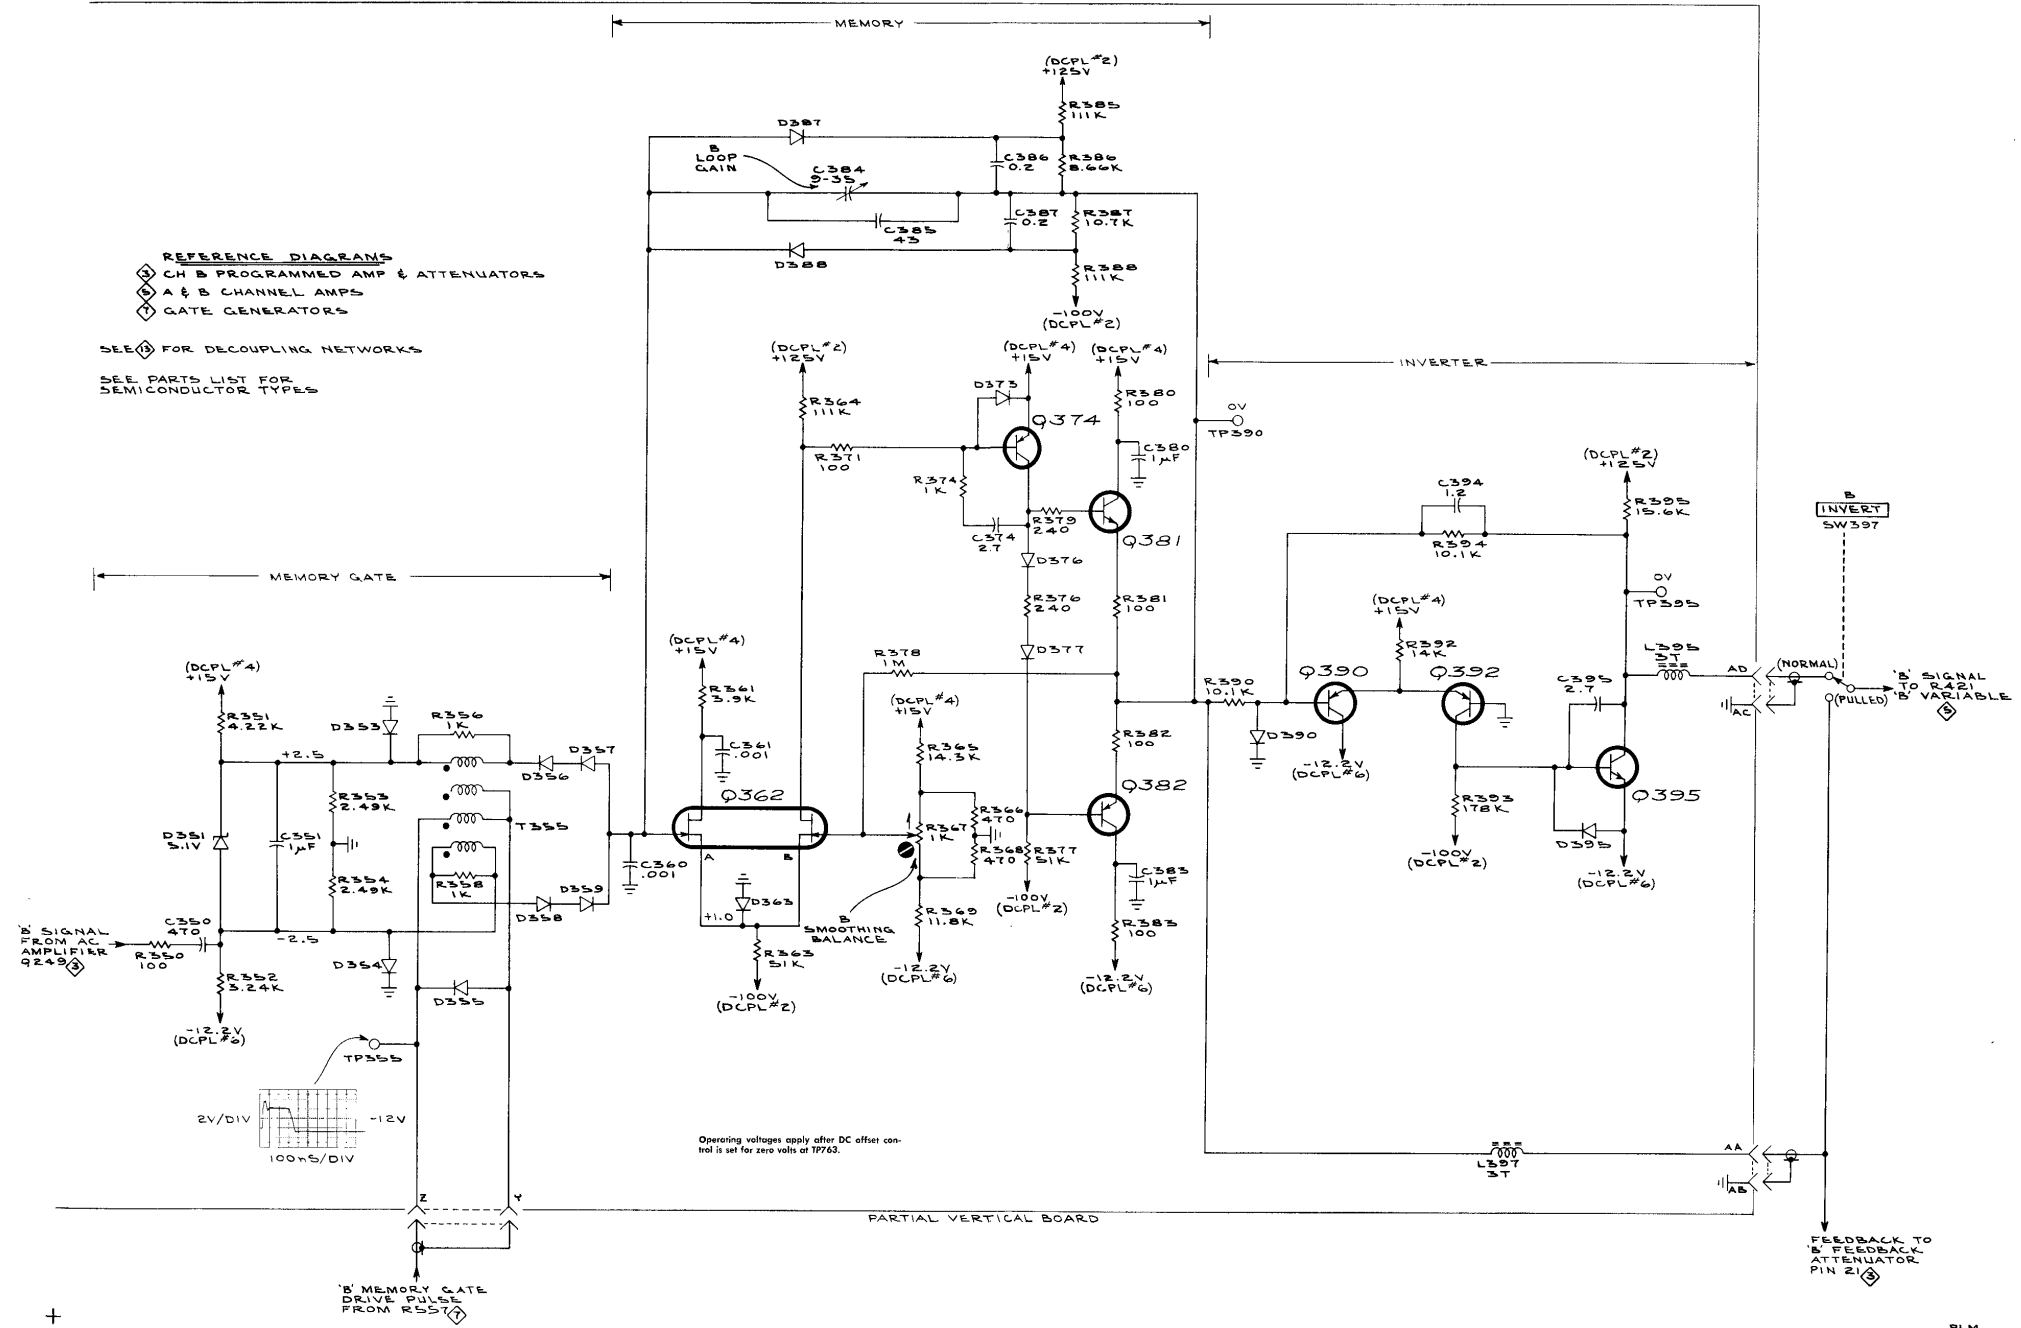 MEMORY
(DCPL #2)
+125V
R385
111K
D387
B
LOOP
GAIN
C384
9-35
C386
0.2
R386
8.66K
C385
43
C387
0.2
R387
10.7K
D388
R388
111K
-100V
(DCPL #2)
REFERENCE DIAGRAMS
3 CH B PROGRAMMED AMP & ATTENUATORS
5 A & B CHANNEL AMPS
7 GATE GENERATORS
SEE 13 FOR DECOUPLING NETWORKS
SEE PARTS LIST FOR
SEMICONDUCTOR TYPES
(DCPL #2)
+125V
R364
111K
R371
100
(DCPL #4)
+15V
D373
Q374
R374
1K
C374
2.7
(DCPL #4)
+15V
R380
100
C380
1µF
R379
240
Q381
D376
R376
240
D377
R381
100
INVERTER
0V
TP390
(DCPL #2)
+125V
R395
15.6K
C394
1.2
R394
10.1K
0V
TP395
B
INVERT
SW397
MEMORY GATE
(DCPL #4)
+15V
R351
4.22K
D353
+2.5
R356
1K
D357
D356
R353
2.49K
D351
5.1V
C351
1µF
T355
R354
2.49K
R358
1K
D359
D358
'B' SIGNAL
FROM AC
AMPLIFIER
Q249 3
R350
100
C350
470
-2.5
D354
R352
3.24K
D355
-12.2V
(DCPL #6)
TP355
2V/DIV
-12V
100nS/DIV
(DCPL #4)
+15V
R361
3.9K
C361
.001
Q362
C360
.001
A
B
D363
+1.0
R363
51K
-100V
(DCPL #2)
R378
1M
(DCPL #4)
+15V
R365
14.3K
R366
470
R367
1K
R368
470
B
SMOOTHING
BALANCE
R369
11.8K
-12.2V
(DCPL #6)
R377
51K
-100V
(DCPL #2)
R382
100
Q382
C383
1µF
R383
100
-12.2V
(DCPL #6)
R390
10.1K
D390
Q390
-12.2V
(DCPL #6)
(DCPL #4)
+15V
R392
14K
Q392
R393
178K
-100V
(DCPL #2)
C395
2.7
Q395
D395
-12.2V
(DCPL #6)
L395
3T
AD
(NORMAL)
AC
(PULLED)
'B' SIGNAL
TO R421
'B' VARIABLE
5
Operating voltages apply after DC offset con-
trol is set for zero volts at TP763.
L397
3T
AA
AB
Z
Y
PARTIAL VERTICAL BOARD
'B' MEMORY GATE
DRIVE PULSE
FROM R557 7
FEEDBACK TO
'B' FEEDBACK
ATTENUATOR
PIN 21 3